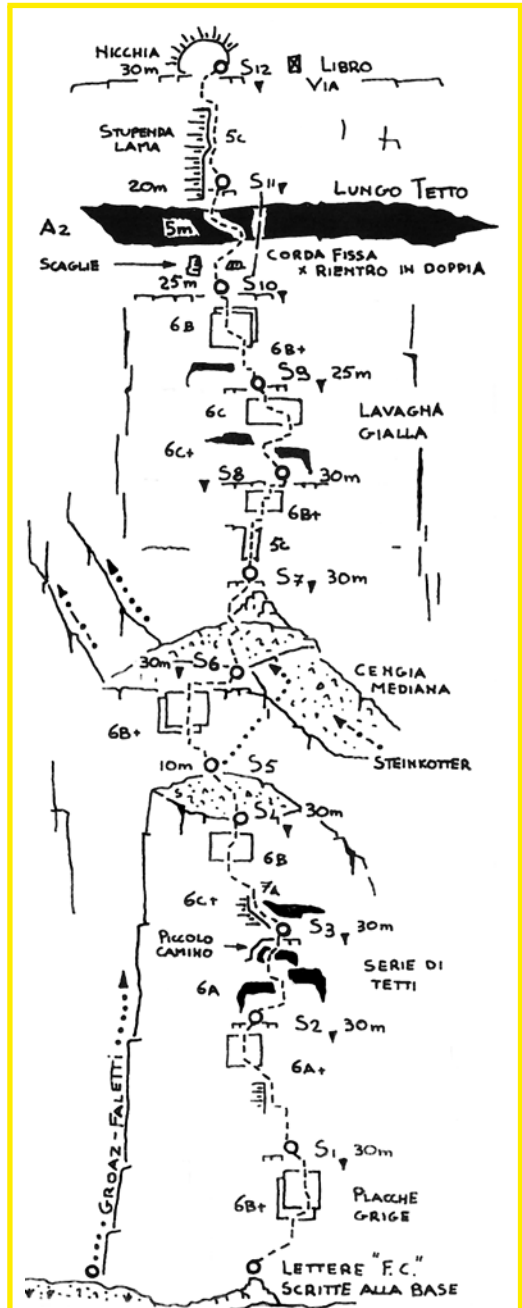 NICCHIA
30m
S12
LIBRO
VIA
STUPENDA
LAMA
5c
20m
S11
LUNGO TETTO
A2
5m
SCAGLIE
CORDA FISSA
x RIENTRO IN DOPPIA
25m
S10
6B
6B+
S9 25m
6C
LAVAGNA
GIALLA
6C+
S8
30m
6B+
5c
S7 30m
30m
S6
CENGIA
MEDIANA
6B+
STEINKOTTER
10m
S5
S4
30m
6B
7A
6C+
S3 30m
PICCOLO
CAMINO
SERIE DI
TETTI
6A
S2 30m
6A+
GROAZ-FALETTI
S1 30m
6B+
PLACCHE
GRIGE
LETTERE "F.C."
SCRITTE ALLA BASE